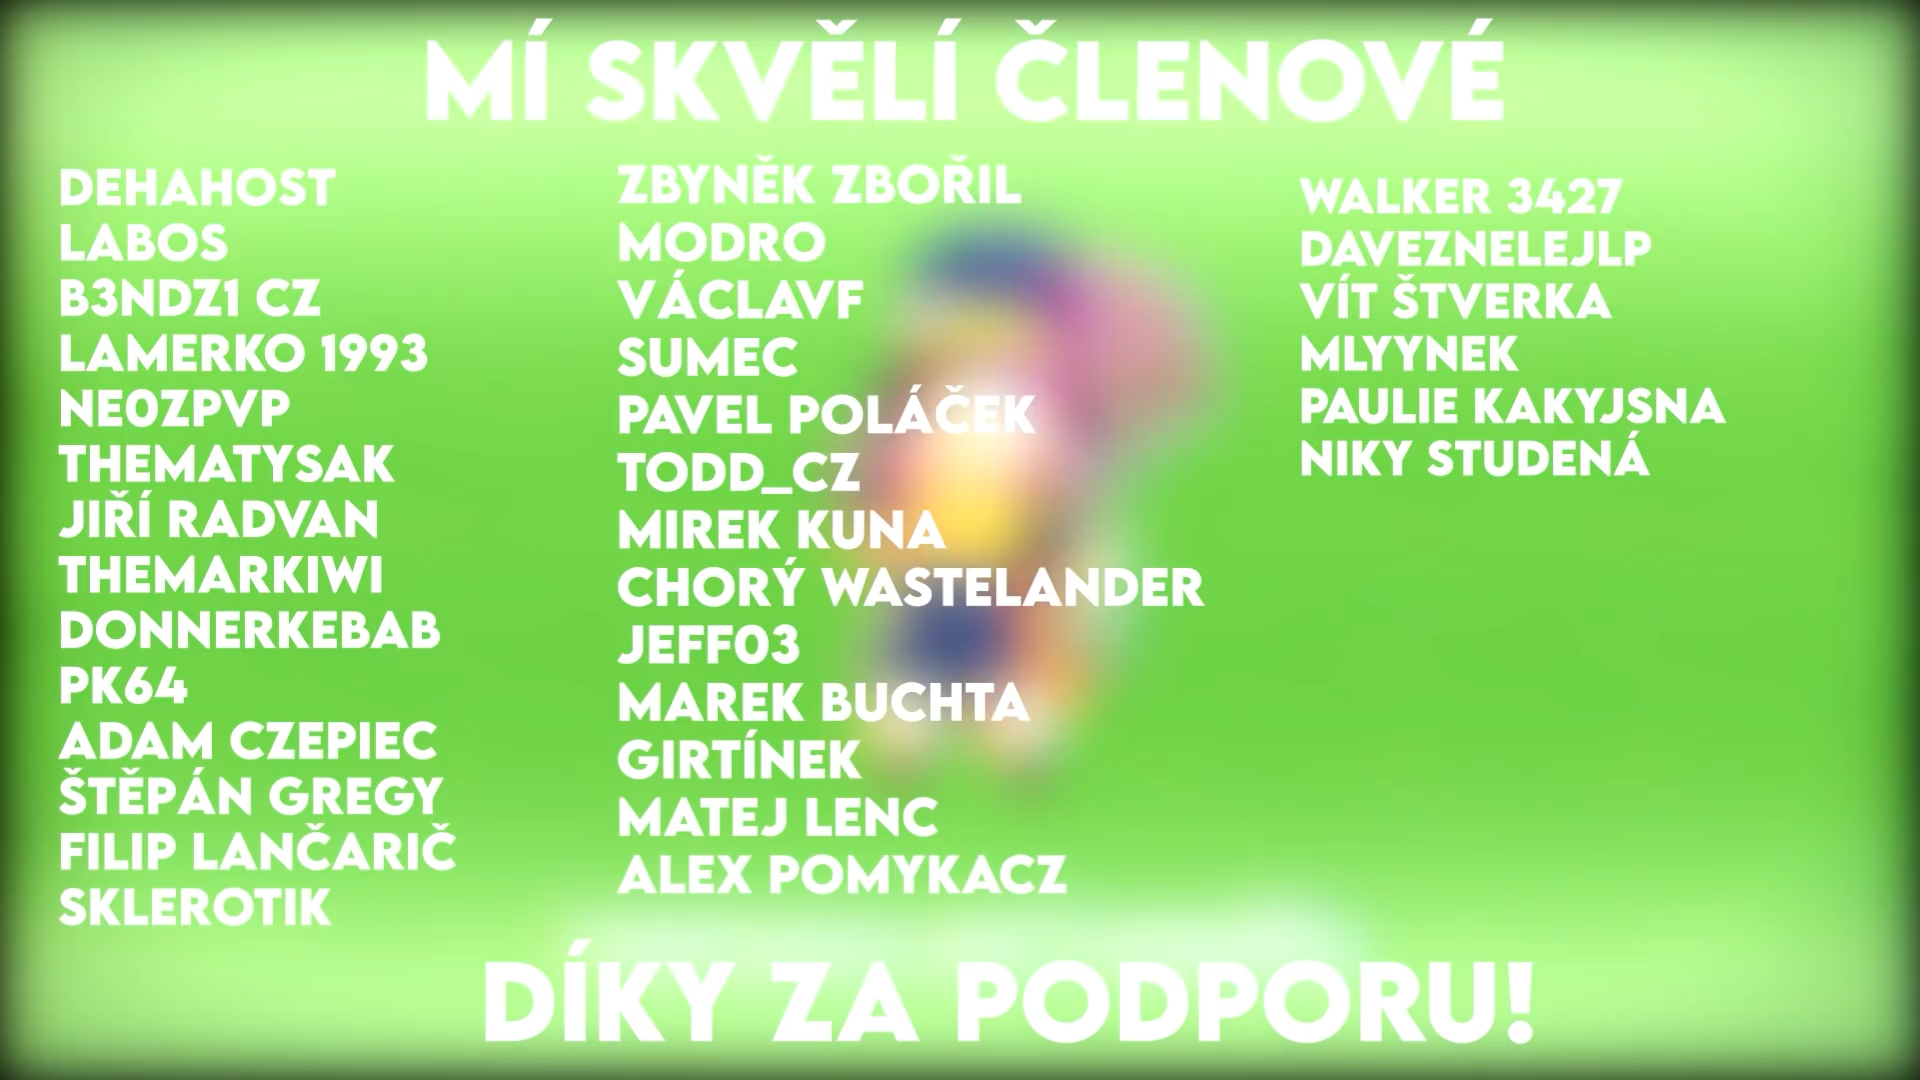 MÍ SKVĚLÍ ČLENOVÉ
DEHAHOST
LABOS
B3NDZ1 CZ
LAMERKO 1993
NE0ZPVP
THEMATYSAK
JIŘÍ RADVAN
THEMARKIWI
DONNERKEBAB
PK64
ADAM CZEPIEC
ŠTĚPÁN GREGY
FILIP LANČARIČ
SKLEROTIK
ZBYNĚK ZBOŘIL
MODRO
VÁCLAVF
SUMEC
PAVEL POLÁČEK
TODD_CZ
MIREK KUNA
CHORÝ WASTELANDER
JEFF03
MAREK BUCHTA
GIRTÍNEK
MATEJ LENC
ALEX POMYKACZ
WALKER 3427
DAVEZNELEJLP
VÍT ŠTVERKA
MLYYNEK
PAULIE KAKYJSNA
NIKY STUDENÁ
DÍKY ZA PODPORU!